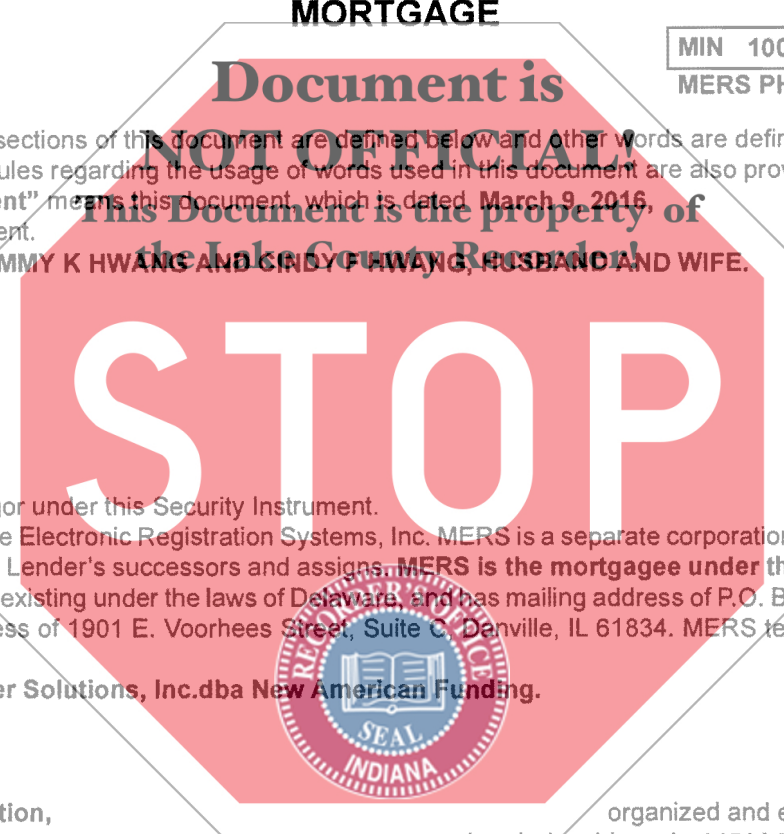 MORTGAGE
MIN 100
MERS PH
Document is
sections of this document are defined below and other words are defin
NOT OFFICIAL!
ules regarding the usage of words used in this document are also prov
ent" means this document, which is dated March 9, 2016,
This Document is the property of
ent.
the Lake County Recorder!
MMY K HWANG AND CINDY F HWANG, HUSBAND AND WIFE.
STOP
gor under this Security Instrument.
e Electronic Registration Systems, Inc. MERS is a separate corporation
Lender's successors and assigns. MERS is the mortgagee under th
existing under the laws of Delaware, and has mailing address of P.O. B
ess of 1901 E. Voorhees Street, Suite C, Danville, IL 61834. MERS te
RECORDER'S OFFICE
er Solutions, Inc.dba New American Funding.
SEAL
INDIANA
tion,
organized and e